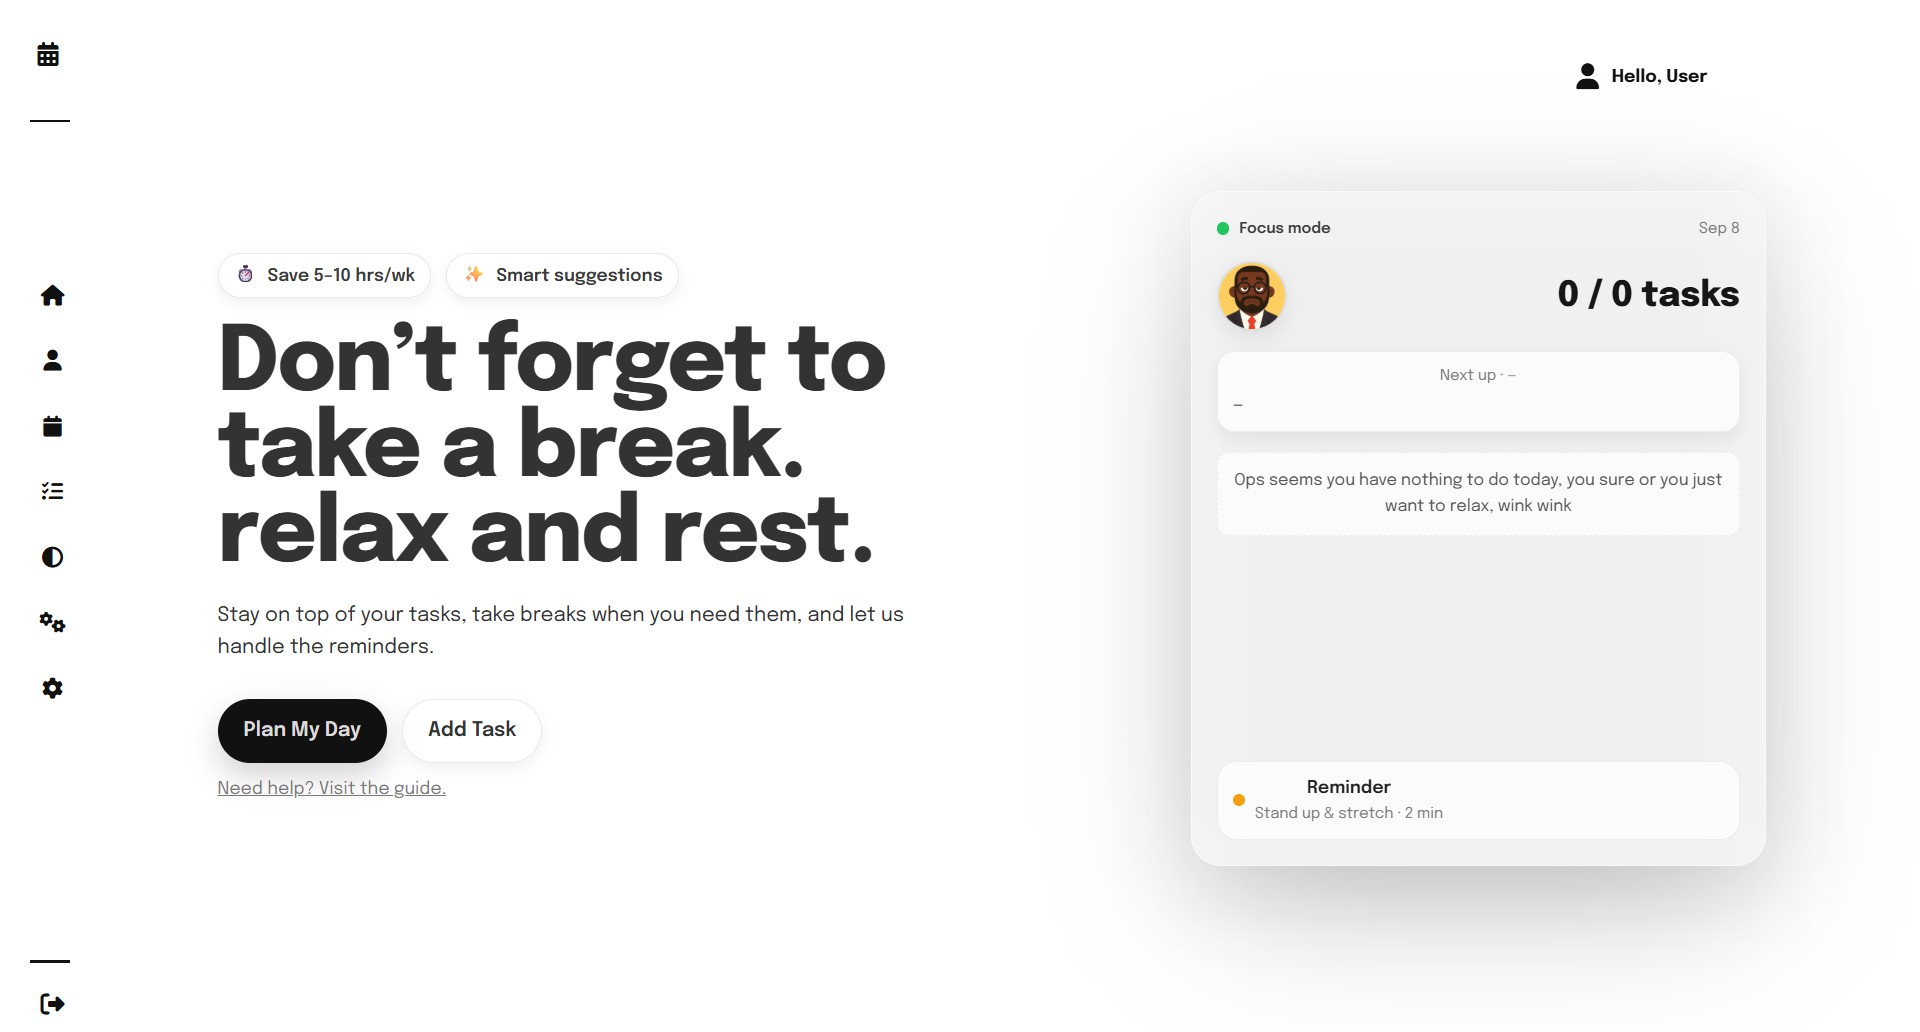 Hello, User
Save 5–10 hrs/wk
Smart suggestions
Don’t forget to
take a break.
relax and rest.
Stay on top of your tasks, take breaks when you need them, and let us
handle the reminders.
Plan My Day
Add Task
Need help? Visit the guide.
Focus mode
Sep 8
0 / 0 tasks
Next up · –
–
Ops seems you have nothing to do today, you sure or you just
want to relax, wink wink
Reminder
Stand up & stretch · 2 min